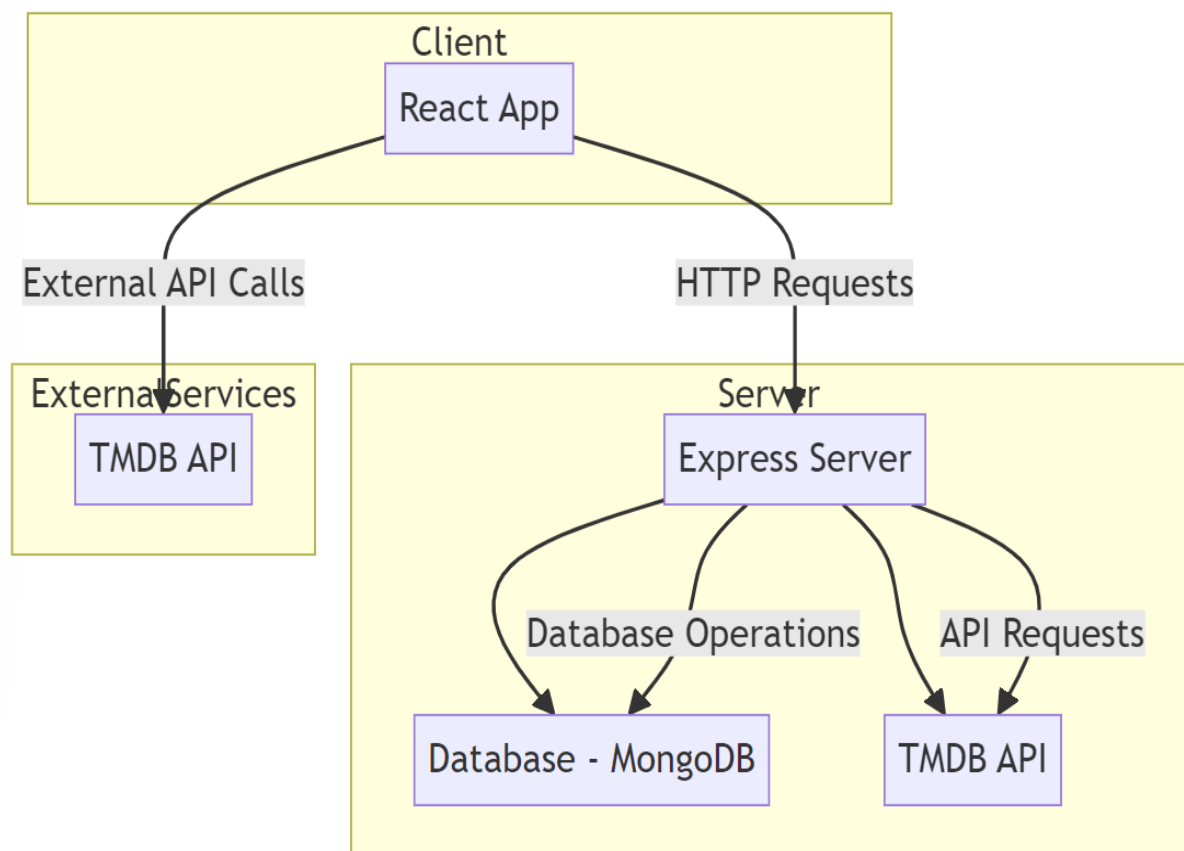 Client
React App
External API Calls
HTTP Requests
External Services
TMDB API
Server
Express Server
Database Operations
API Requests
Database - MongoDB
TMDB API